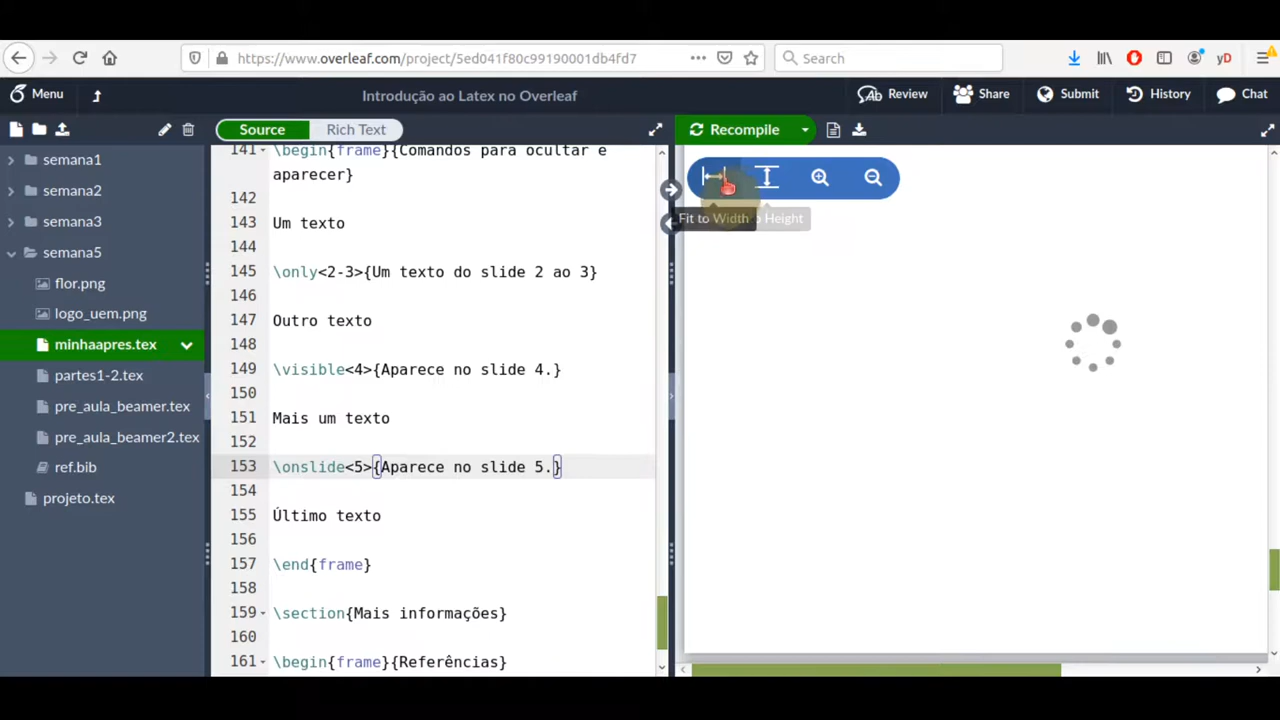 https://www.overleaf.com/project/5ed041f80c99190001db4fd7
Search
yD
Menu
Introdução ao Latex no Overleaf
Review
Share
Submit
History
Chat
Source
Rich Text
Recompile
semana1
semana2
semana3
semana5
flor.png
logo_uem.png
minhaapres.tex
partes1-2.tex
pre_aula_beamer.tex
pre_aula_beamer2.tex
ref.bib
projeto.tex
141 \begin{frame}{Comandos para ocultar e
aparecer}
142
143 Um texto
144
145 \only<2-3>{Um texto do slide 2 ao 3}
146
147 Outro texto
148
149 \visible<4>{Aparece no slide 4.}
150
151 Mais um texto
152
153 \onslide<5>{Aparece no slide 5.}
154
155 Último texto
156
157 \end{frame}
158
159 \section{Mais informações}
160
161 \begin{frame}{Referências}
Fit to Width
Height